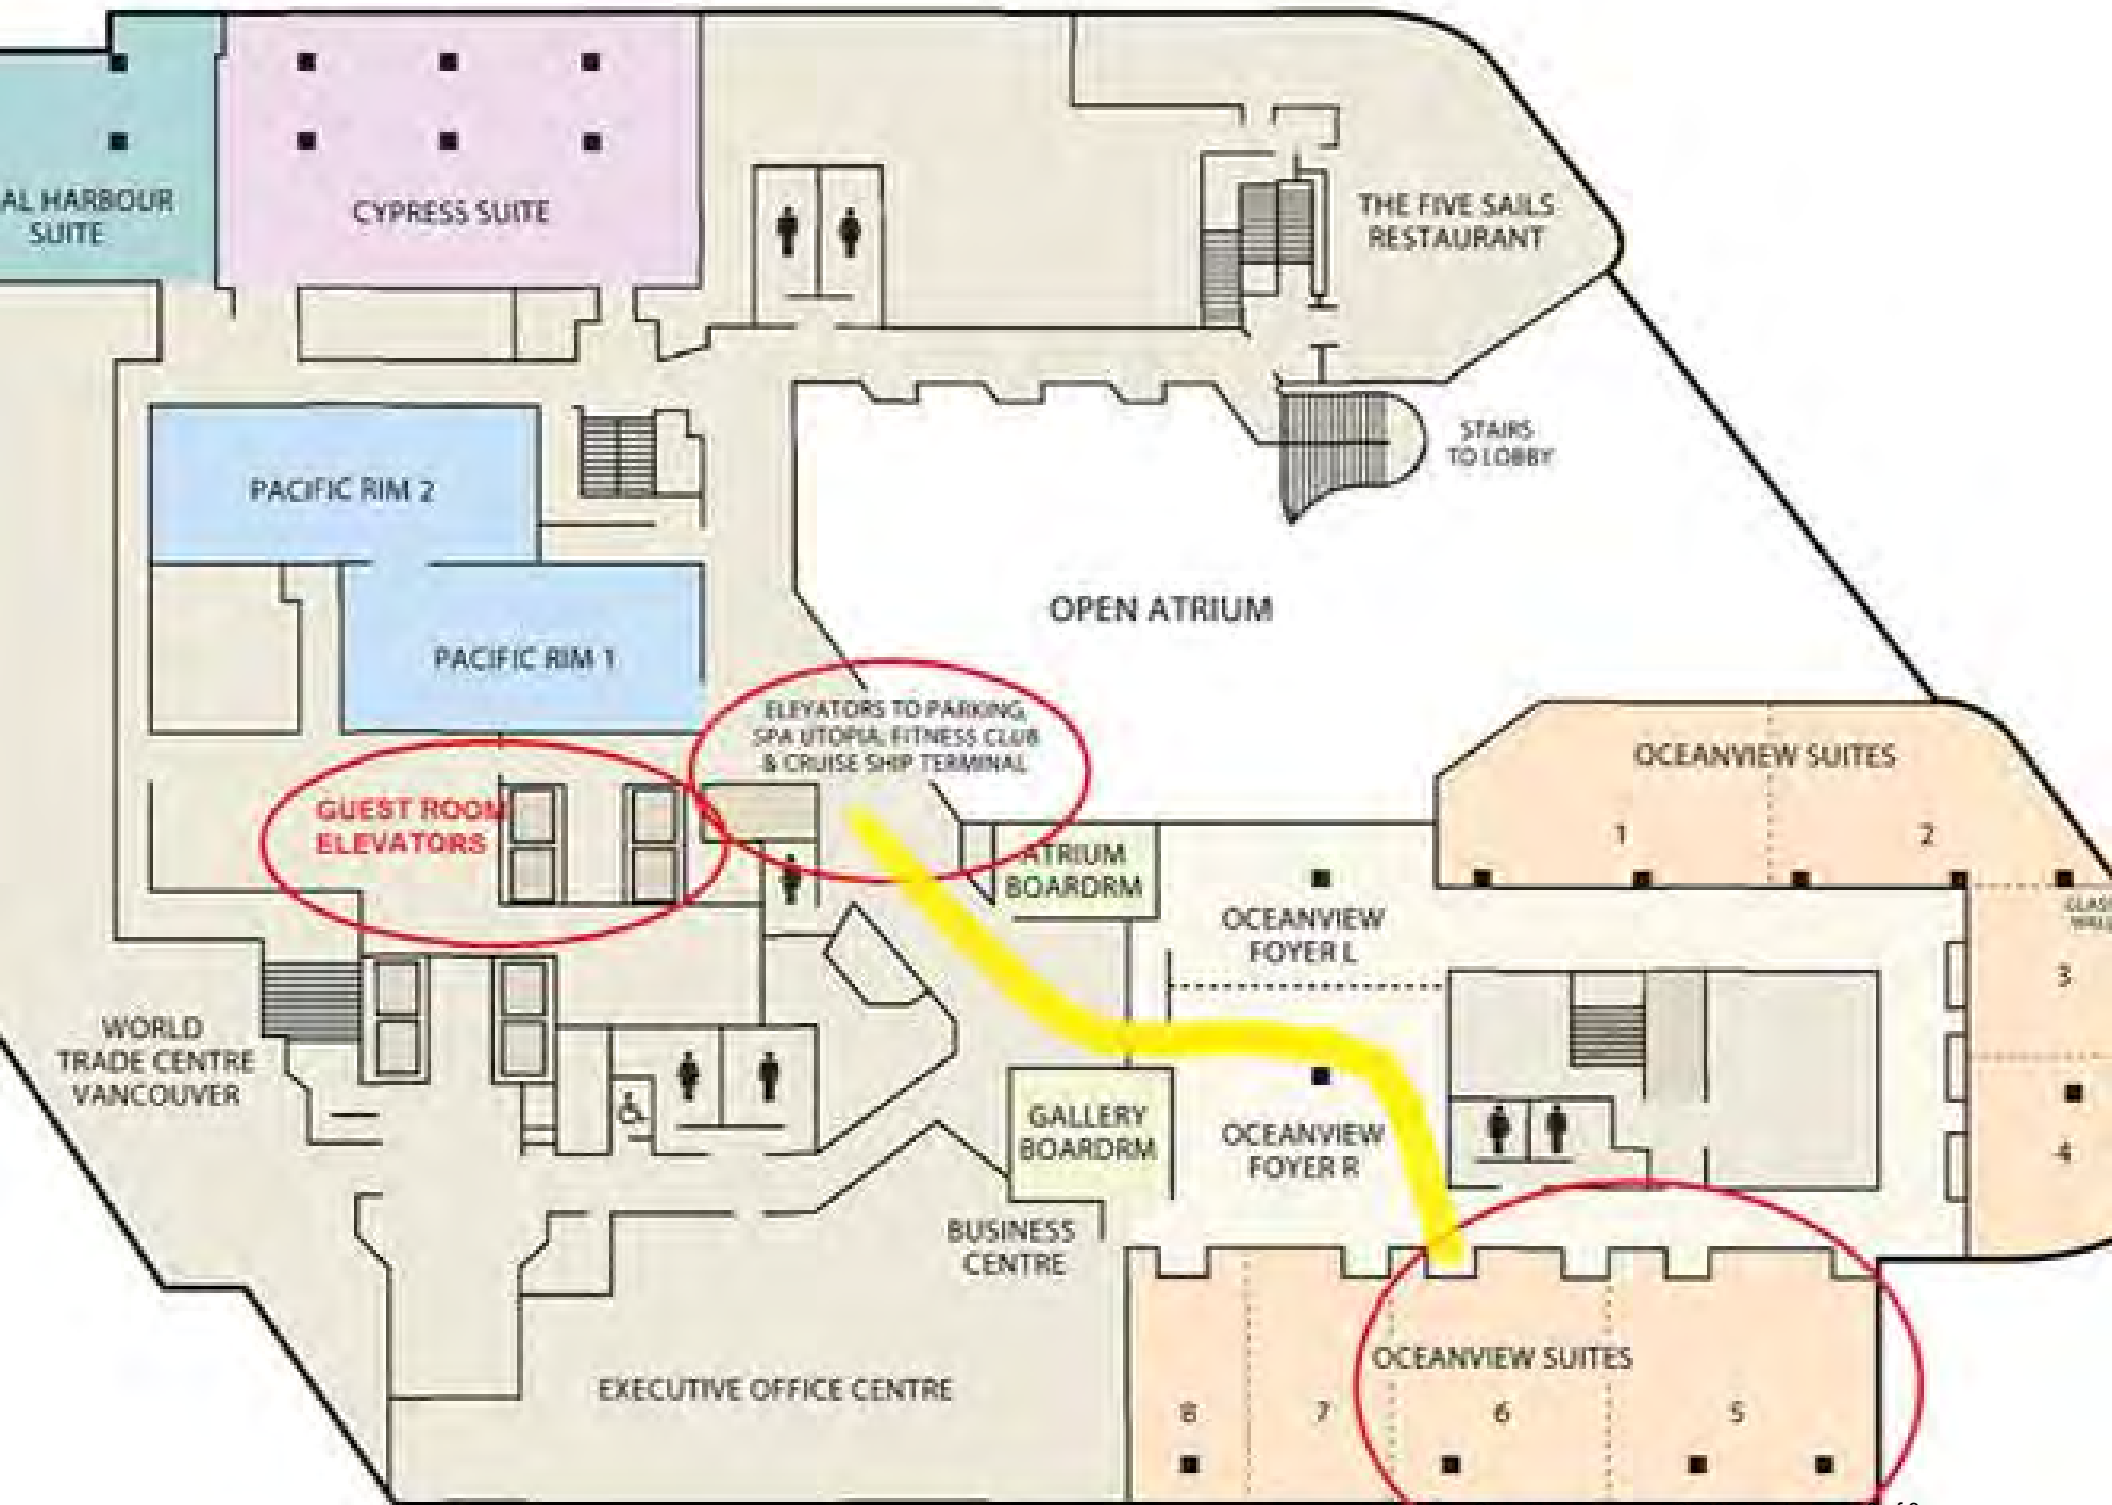 AL HARBOUR
SUITE
CYPRESS SUITE
THE FIVE SAILS
RESTAURANT
STAIRS
TO LOBBY
PACIFIC RIM 2
OPEN ATRIUM
PACIFIC RIM 1
ELEVATORS TO PARKING,
SPA UTOPIA, FITNESS CLUB
& CRUISE SHIP TERMINAL
OCEANVIEW SUITES
1
2
GUEST ROOM
ELEVATORS
ATRIUM
BOARDRM
OCEANVIEW
FOYER L
GLASS
WALL
3
WORLD
TRADE CENTRE
VANCOUVER
GALLERY
BOARDRM
OCEANVIEW
FOYER R
4
BUSINESS
CENTRE
OCEANVIEW SUITES
EXECUTIVE OFFICE CENTRE
8
7
6
5